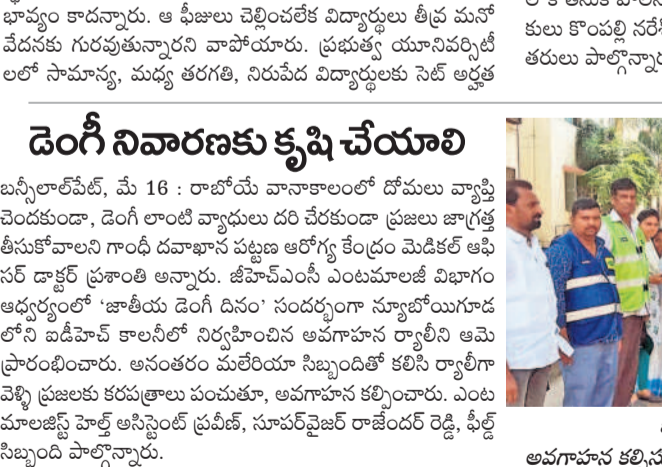 భావ్యం కాదన్నారు. ఆ ఫీజులు చెల్లించలేక విద్యార్థులు తీవ్ర మనో
వేదనకు గురవుతున్నారని వాపోయారు. ప్రభుత్వ యూనివర్సిటీ
లలో సామాన్య, మధ్య తరగతి, నిరుపేద విద్యార్థులకు సెట్ అర్హత
డెంగీ నివారణకు కృషి చేయాలి
బన్సీలాల్‌పేట్, మే 16 : రాబోయే వానాకాలంలో దోమలు వ్యాప్తి
చెందకుండా, డెంగీ లాంటి వ్యాధులు దరి చేరకుండా ప్రజలు జాగ్రత్త
తీసుకోవాలని గాంధీ దవాఖాన పట్టణ ఆరోగ్య కేంద్రం మెడికల్ ఆఫి
సర్ డాక్టర్ ప్రశాంతి అన్నారు. జీహెచ్ఎంసీ ఎంటమాలజీ విభాగం
ఆధ్వర్యంలో ‘జాతీయ డెంగీ దినం’ సందర్భంగా న్యూబోయిగూడ
లోని ఐడీహెచ్ కాలనీలో నిర్వహించిన అవగాహన ర్యాలీని ఆమె
ప్రారంభించారు. అనంతరం మలేరియా సిబ్బందితో కలిసి ర్యాలీగా
వెళ్ళి ప్రజలకు కరపత్రాలు పంచుతూ, అవగాహన కల్పించారు. ఎంట
మాలజిస్ట్ హెల్త్ అసిస్టెంట్ ప్రవీణ్, సూపర్‌వైజర్ రాజేందర్ రెడ్డి, ఫీల్డ్
సిబ్బంది పాల్గొన్నారు.
కులు కొంపల్లి నరేశ
తరులు పాల్గొన్నార
అవగాహన కల్పిస